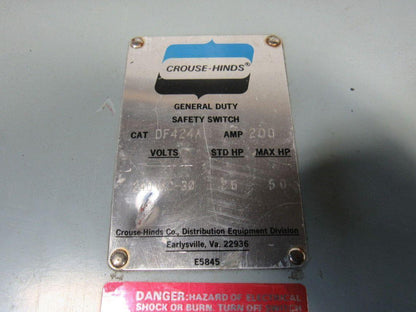 CROUSE-HINDS®
GENERAL DUTY
SAFETY SWITCH
CAT DF424A AMP 200
VOLTS STD HP MAX HP
50
Crouse-Hinds Co., Distribution Equipment Division
Earlysville, Va. 22936
E5845
DANGER: HAZARD OF ELECTRICAL
SHOCK OR BURN. TURN OFF